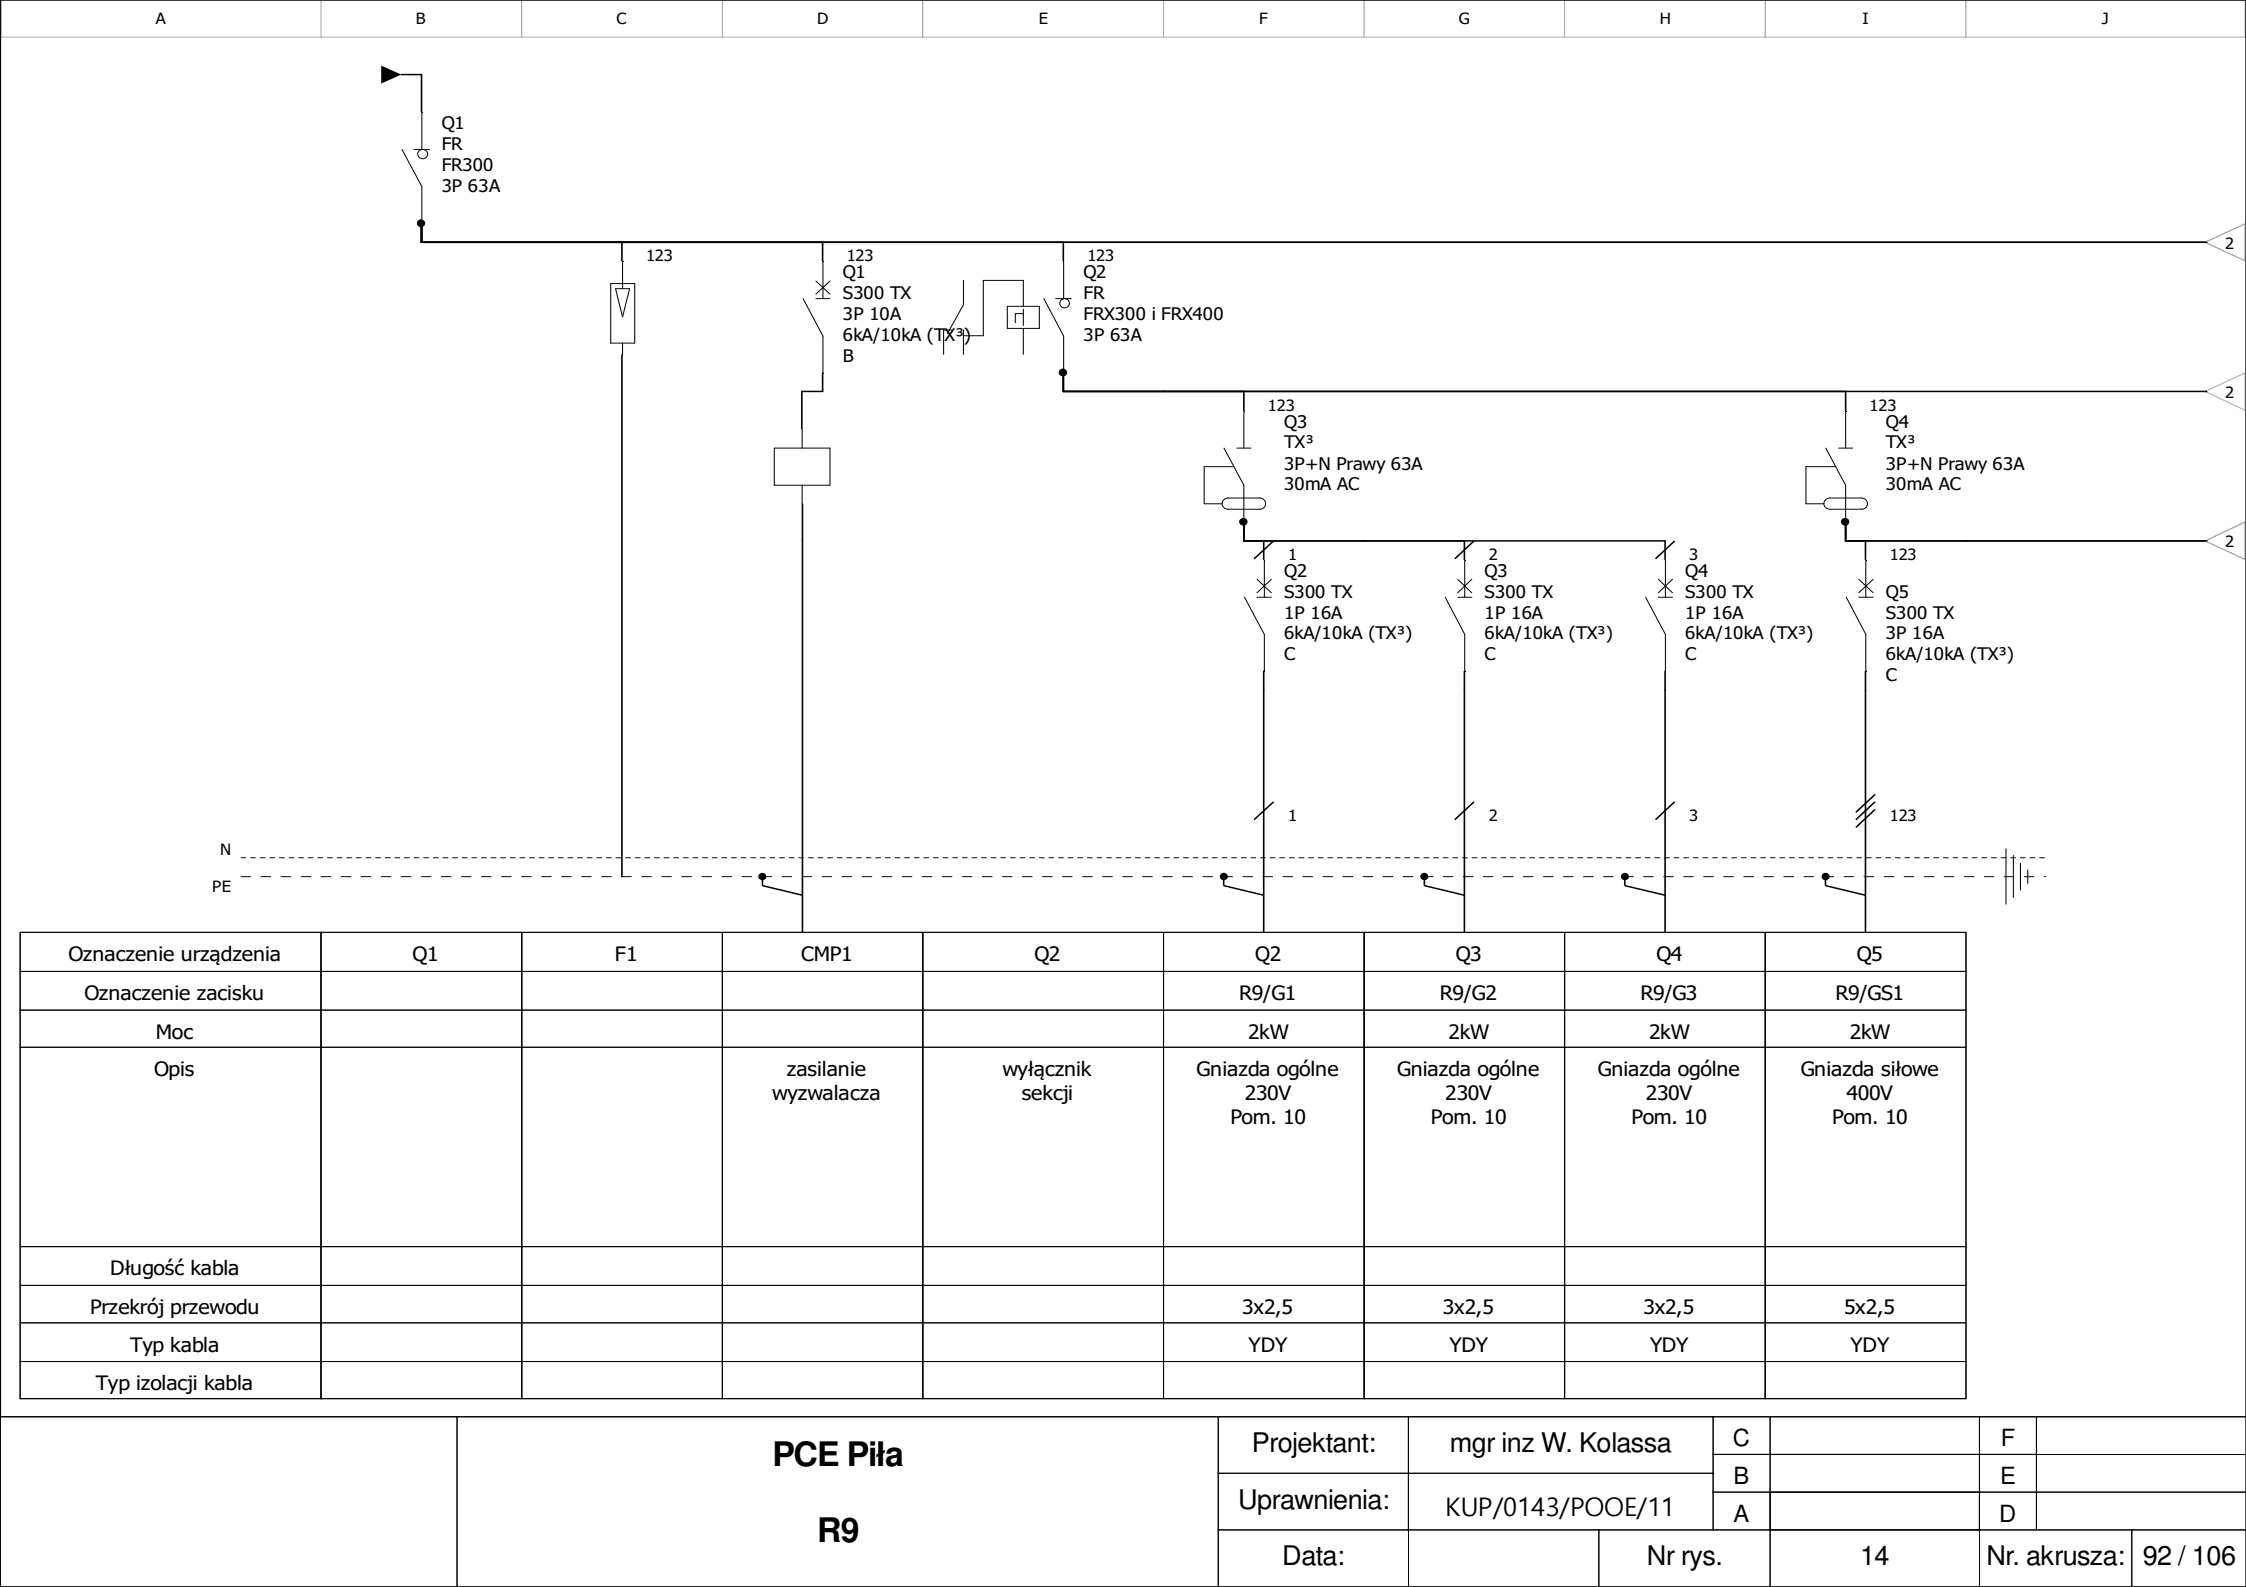 A B C D E F G H I J
Q1
FR
FR300
3P 63A
2
123
123
Q1
S300 TX
3P 10A
6kA/10kA (TX³)
B
123
Q2
FR
FRX300 i FRX400
3P 63A
2
123
Q3
TX³
3P+N Prawy 63A
30mA AC
123
Q4
TX³
3P+N Prawy 63A
30mA AC
2
1
Q2
S300 TX
1P 16A
6kA/10kA (TX³)
C
2
Q3
S300 TX
1P 16A
6kA/10kA (TX³)
C
3
Q4
S300 TX
1P 16A
6kA/10kA (TX³)
C
123
Q5
S300 TX
3P 16A
6kA/10kA (TX³)
C
1 2 3 123
N
PE
Oznaczenie urządzenia Q1 F1 CMP1 Q2 Q2 Q3 Q4 Q5
Oznaczenie zacisku R9/G1 R9/G2 R9/G3 R9/GS1
Moc 2kW 2kW 2kW 2kW
Opis zasilanie wyłącznik Gniazda ogólne Gniazda ogólne Gniazda ogólne Gniazda siłowe
wyzwalacza sekcji 230V 230V 230V 400V
Pom. 10 Pom. 10 Pom. 10 Pom. 10
Długość kabla
Przekrój przewodu 3x2,5 3x2,5 3x2,5 5x2,5
Typ kabla YDY YDY YDY YDY
Typ izolacji kabla
PCE Piła
R9
Projektant: mgr inz W. Kolassa
Uprawnienia: KUP/0143/POOE/11
C F
B E
A D
Data: Nr rys. 14 Nr. akrusza: 92 / 106